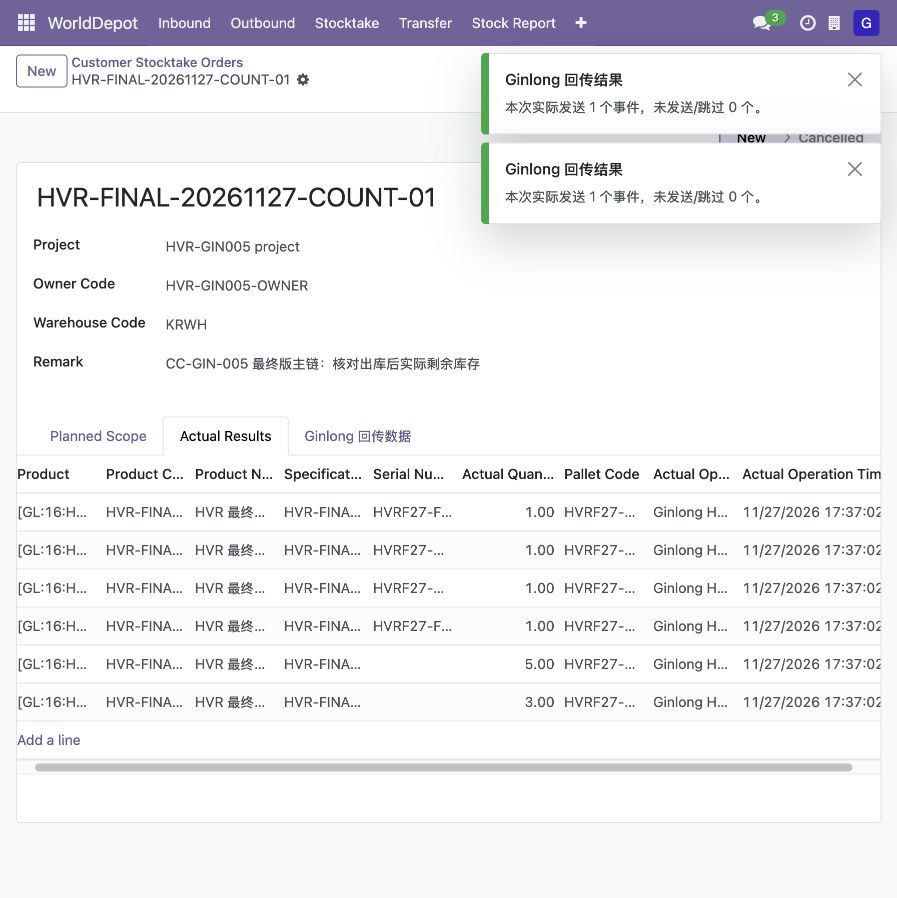 WorldDepot Inbound Outbound Stocktake Transfer Stock Report + 3 G
New
Customer Stocktake Orders
HVR-FINAL-20261127-COUNT-01
Ginlong 回传结果
本次实际发送 1 个事件，未发送/跳过 0 个。
New Cancelled
Ginlong 回传结果
本次实际发送 1 个事件，未发送/跳过 0 个。
HVR-FINAL-20261127-COUNT-01
Project HVR-GIN005 project
Owner Code HVR-GIN005-OWNER
Warehouse Code KRWH
Remark CC-GIN-005 最终版主链：核对出库后实际剩余库存
Planned Scope Actual Results Ginlong 回传数据
Product Product C... Product N... Specificat... Serial Nu... Actual Quan... Pallet Code Actual Op... Actual Operation Tim
[GL:16:H... HVR-FINA... HVR 最终... HVR-FINA... HVRF27-F... 1.00 HVRF27-... Ginlong H... 11/27/2026 17:37:02
[GL:16:H... HVR-FINA... HVR 最终... HVR-FINA... HVRF27-... 1.00 HVRF27-... Ginlong H... 11/27/2026 17:37:02
[GL:16:H... HVR-FINA... HVR 最终... HVR-FINA... HVRF27-... 1.00 HVRF27-... Ginlong H... 11/27/2026 17:37:02
[GL:16:H... HVR-FINA... HVR 最终... HVR-FINA... HVRF27-F... 1.00 HVRF27-... Ginlong H... 11/27/2026 17:37:02
[GL:16:H... HVR-FINA... HVR 最终... HVR-FINA... 5.00 HVRF27-... Ginlong H... 11/27/2026 17:37:02
[GL:16:H... HVR-FINA... HVR 最终... HVR-FINA... 3.00 HVRF27-... Ginlong H... 11/27/2026 17:37:02
Add a line